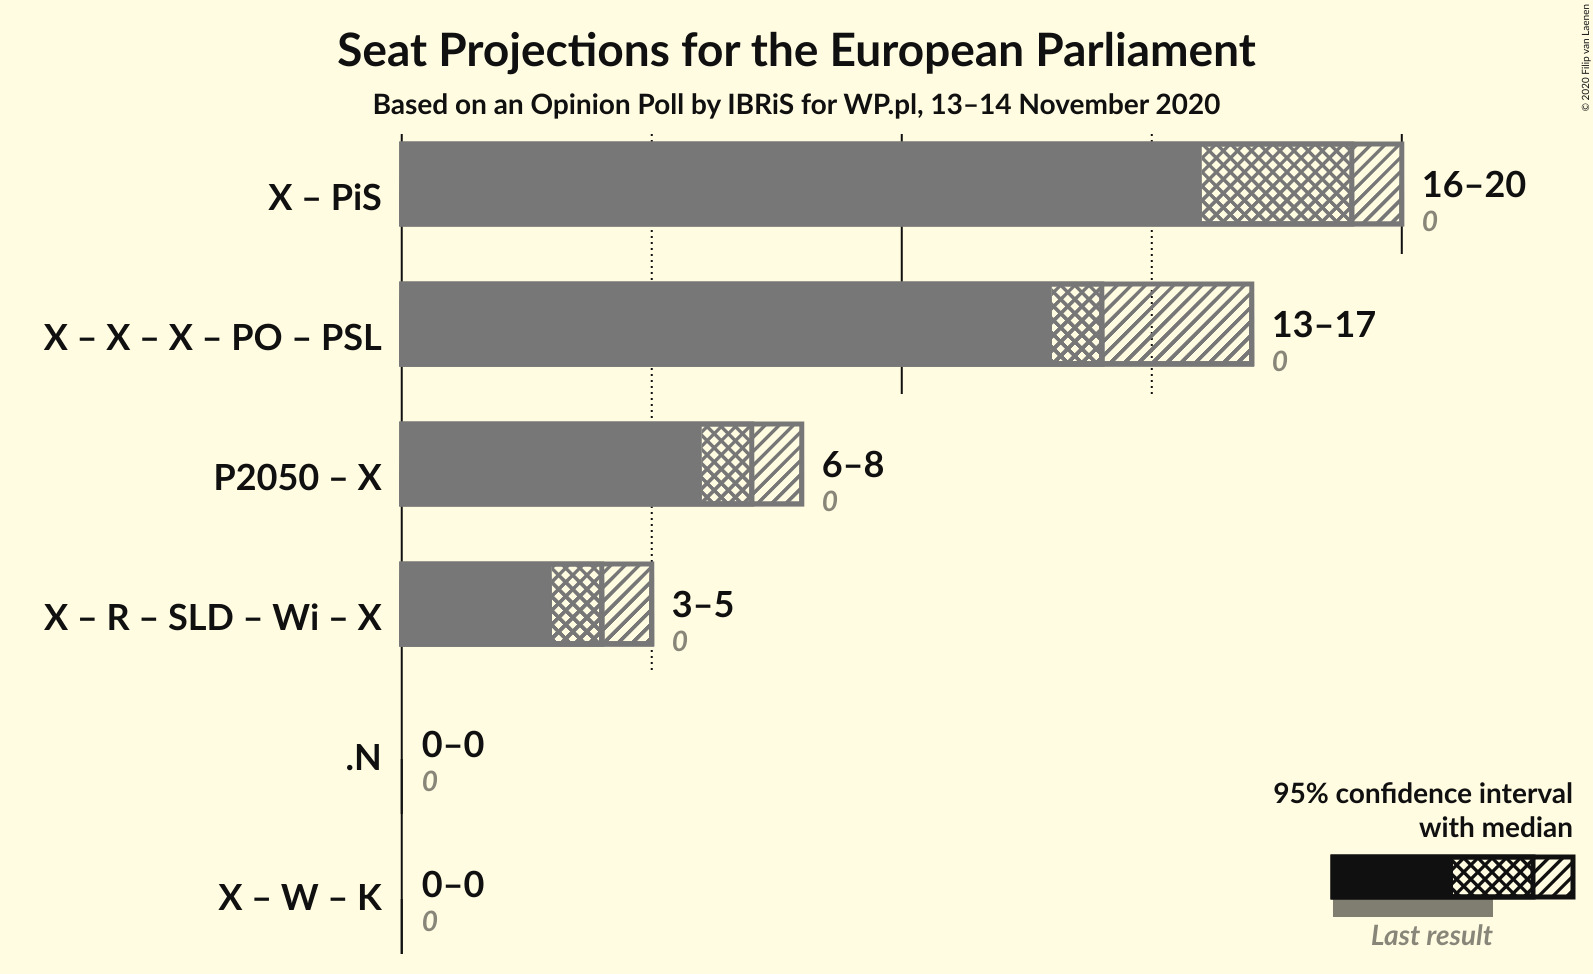 Seat Projections for the European Parliament
Based on an Opinion Poll by IBRiS for WP.pl, 13–14 November 2020
© 2020 Filip van Laenen
X – PiS
16–20
0
X – X – X – PO – PSL
13–17
0
P2050 – X
6–8
0
X – R – SLD – Wi – X
3–5
0
.N
0–0
0
X – W – K
0–0
0
95% confidence interval
with median
Last result